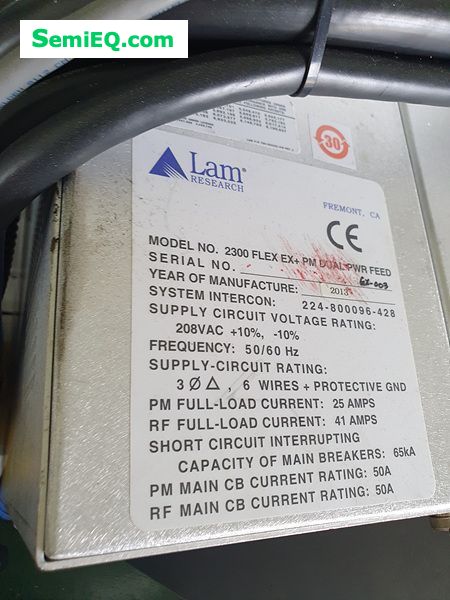 SemiEQ.com
30
Lam
RESEARCH
FREMONT, CA
CE
MODEL NO. 2300 FLEX EX+ PM DUAL PWR FEED
SERIAL NO.
YEAR OF MANUFACTURE: 2013
SYSTEM INTERCON: 224-800096-428
SUPPLY CIRCUIT VOLTAGE RATING:
208VAC +10%, -10%
FREQUENCY: 50/60 Hz
SUPPLY-CIRCUIT RATING:
3 Ø △, 6 WIRES + PROTECTIVE GND
PM FULL-LOAD CURRENT: 25 AMPS
RF FULL-LOAD CURRENT: 41 AMPS
SHORT CIRCUIT INTERRUPTING
CAPACITY OF MAIN BREAKERS: 65kA
PM MAIN CB CURRENT RATING: 50A
RF MAIN CB CURRENT RATING: 50A